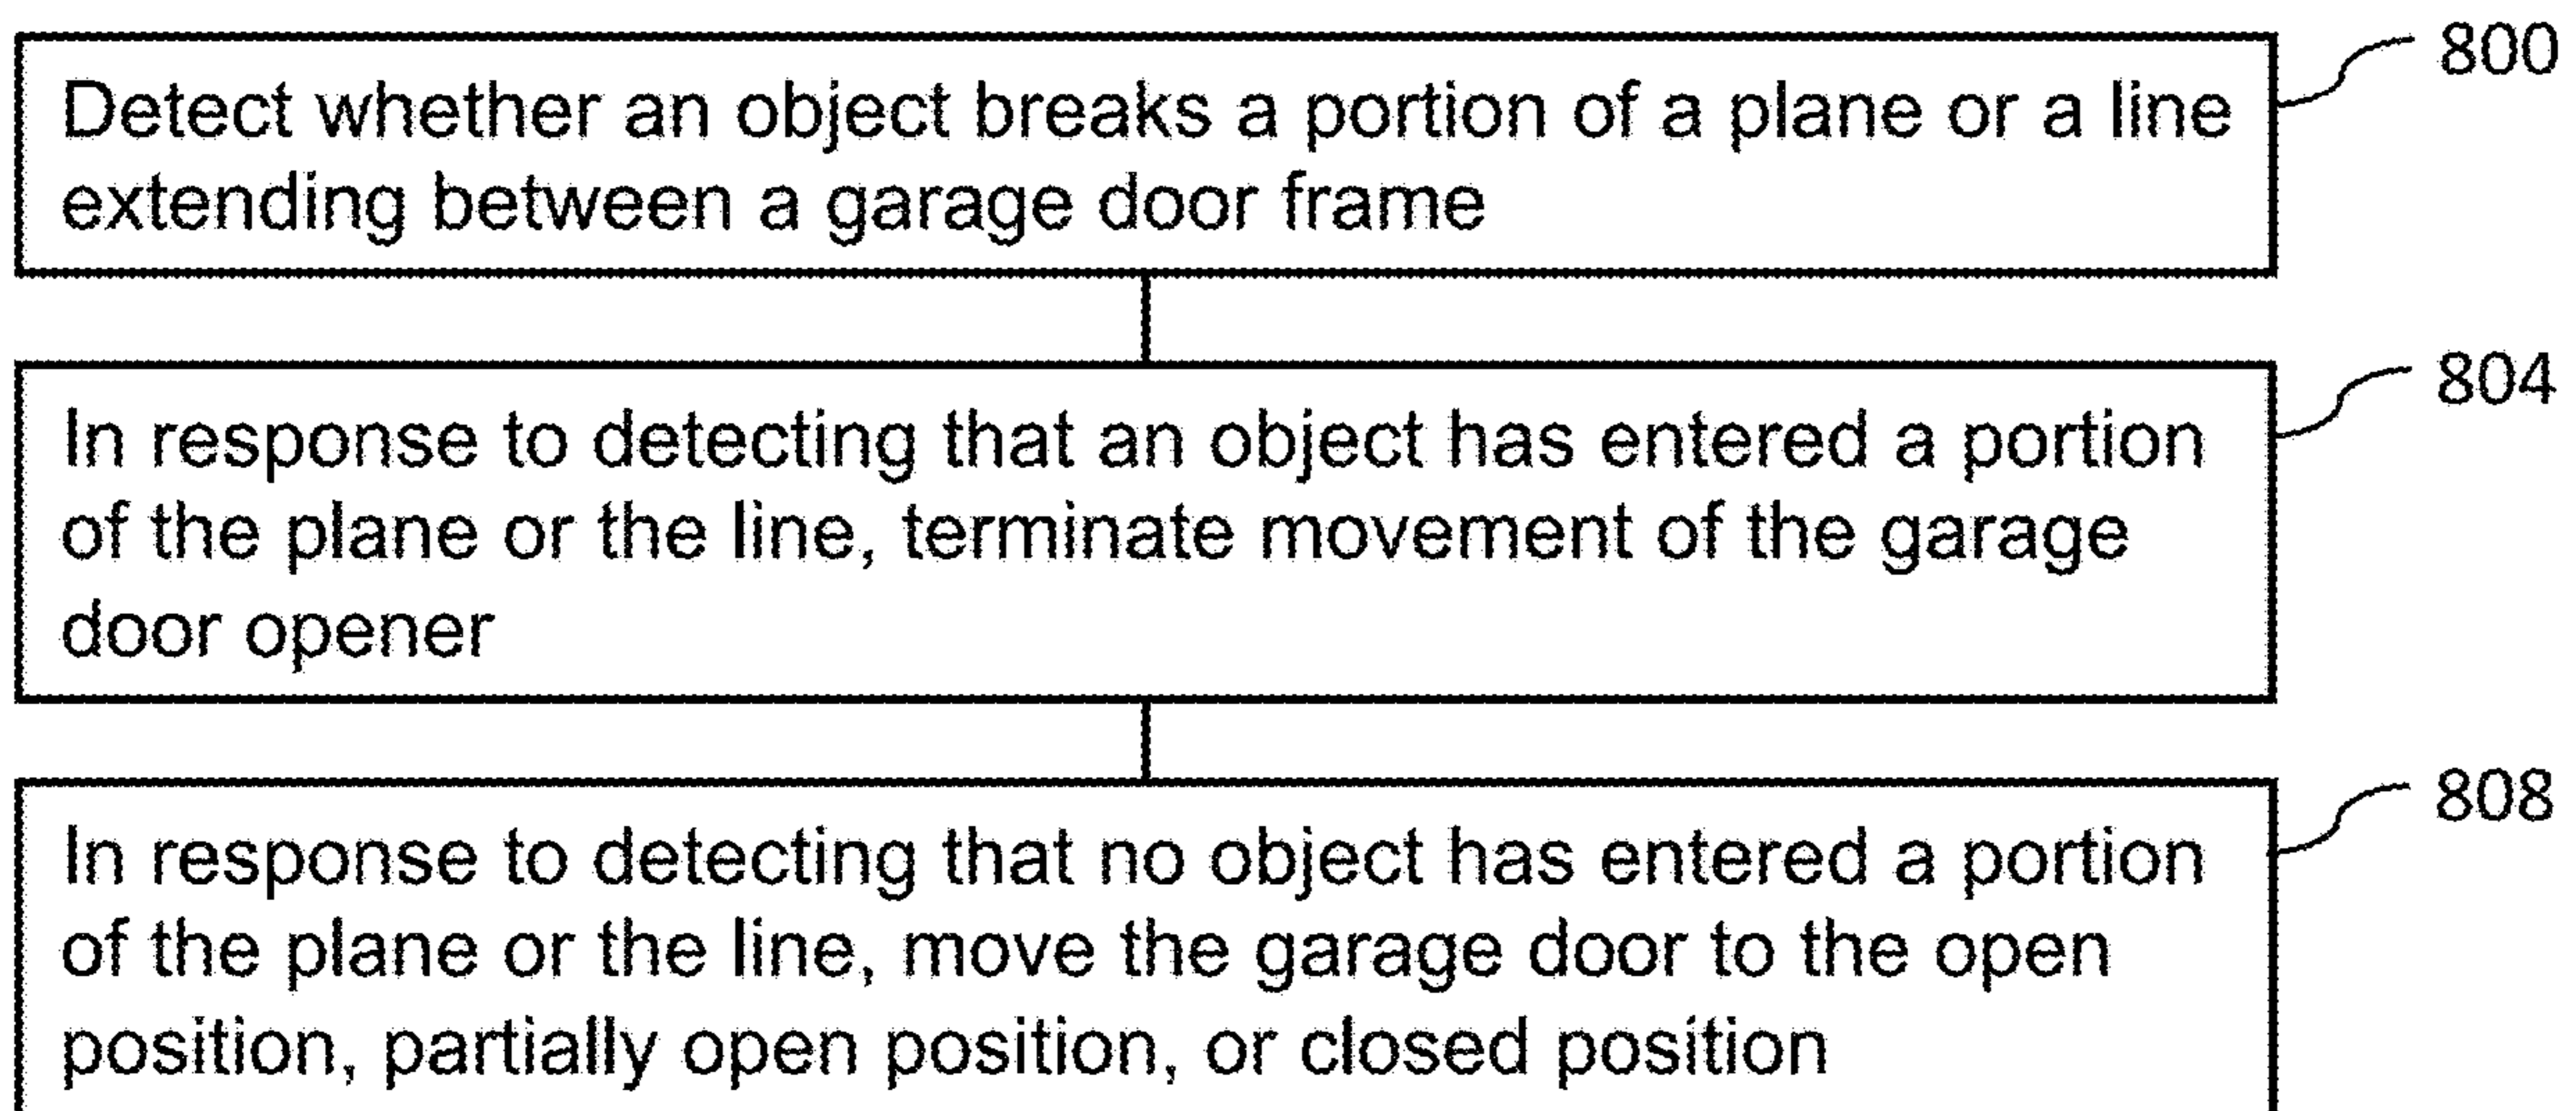 800
Detect whether an object breaks a portion of a plane or a line
extending between a garage door frame
804
In response to detecting that an object has entered a portion
of the plane or the line, terminate movement of the garage
door opener
808
In response to detecting that no object has entered a portion
of the plane or the line, move the garage door to the open
position, partially open position, or closed position